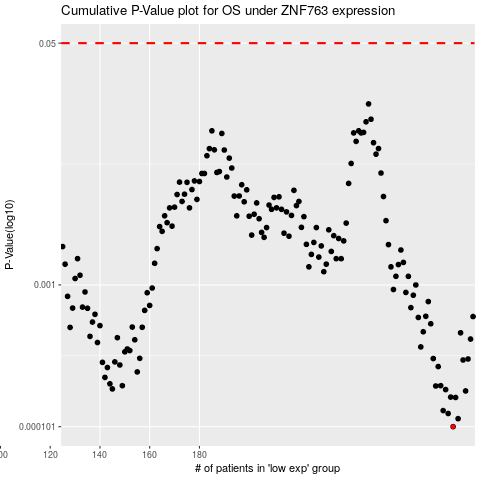 Cumulative P-Value plot for OS under ZNF763 expression
0.05
0.001
0.000101
P-Value(log10)
00 120 140 160 180
# of patients in 'low exp' group